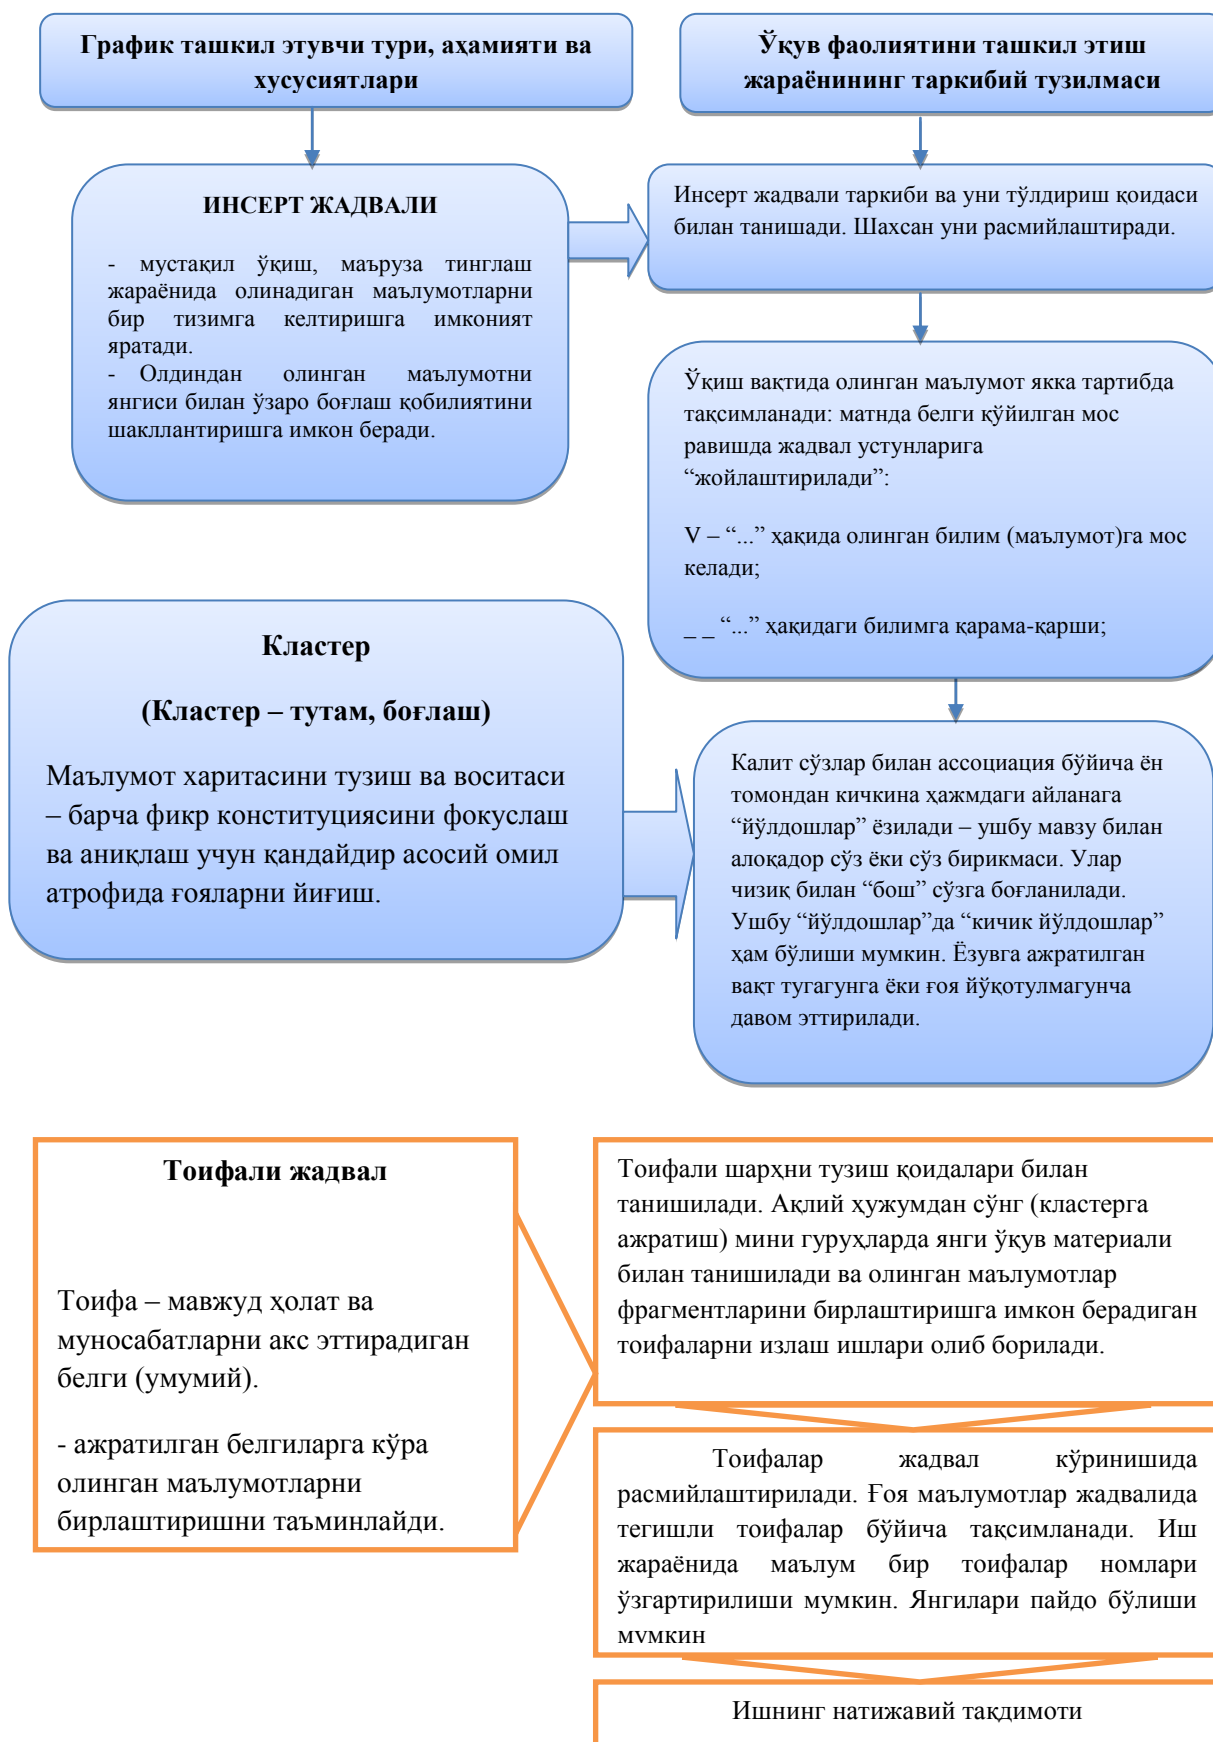 График ташкил этувчи тури, аҳамияти ва
хусусиятлари
Ўқув фаолиятини ташкил этиш
жараёнининг таркибий тузилмаси
ИНСЕРТ ЖАДВАЛИ
- мустақил ўқиш, маъруза тинглаш
жараёнида олинадиган маълумотларни
бир тизимга келтиришга имконият
яратади.
- Олдиндан олинган маълумотни
янгиси билан ўзаро боғлаш қобилиятини
шакллантиришга имкон беради.
Инсерт жадвали таркиби ва уни тўлдириш қоидаси
билан танишади. Шахсан уни расмийлаштиради.
Ўқиш вақтида олинган маълумот якка тартибда
тақсимланади: матнда белги қўйилган мос
равишда жадвал устунларига
“жойлаштирилади”:
V – “...” ҳақида олинган билим (маълумот)га мос
келади;
_ _ “...” ҳақидаги билимга қарама-қарши;
Кластер
(Кластер – тутам, боғлаш)
Маълумот харитасини тузиш ва воситаси
– барча фикр конституциясини фокуслаш
ва аниқлаш учун қандайдир асосий омил
атрофида ғояларни йиғиш.
Калит сўзлар билан ассоциация бўйича ён
томондан кичкина ҳажмдаги айланага
“йўлдошлар” ёзилади – ушбу мавзу билан
алоқадор сўз ёки сўз бирикмаси. Улар
чизиқ билан “бош” сўзга боғланилади.
Ушбу “йўлдошлар”да “кичик йўлдошлар”
ҳам бўлиши мумкин. Ёзувга ажратилган
вақт тугагунга ёки ғоя йўқотулмагунча
давом эттирилади.
Тоифали жадвал
Тоифа – мавжуд ҳолат ва
муносабатларни акс эттирадиган
белги (умумий).
- ажратилган белгиларга кўра
олинган маълумотларни
бирлаштиришни таъминлайди.
Тоифали шарҳни тузиш қоидалари билан
танишилади. Ақлий ҳужумдан сўнг (кластерга
ажратиш) мини гуруҳларда янги ўқув материали
билан танишилади ва олинган маълумотлар
фрагментларини бирлаштиришга имкон берадиган
тоифаларни излаш ишлари олиб борилади.
Тоифалар жадвал кўринишида
расмийлаштирилади. Ғоя маълумотлар жадвалида
тегишли тоифалар бўйича тақсимланади. Иш
жараёнида маълум бир тоифалар номлари
ўзгартирилиши мумкин. Янгилари пайдо бўлиши
мумкин
Ишнинг натижавий тақдимоти